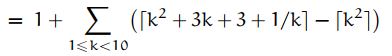 = 1 + ∑_{1⩽k<10} (⌈k² + 3k + 3 + 1/k⌉ − ⌈k²⌉)